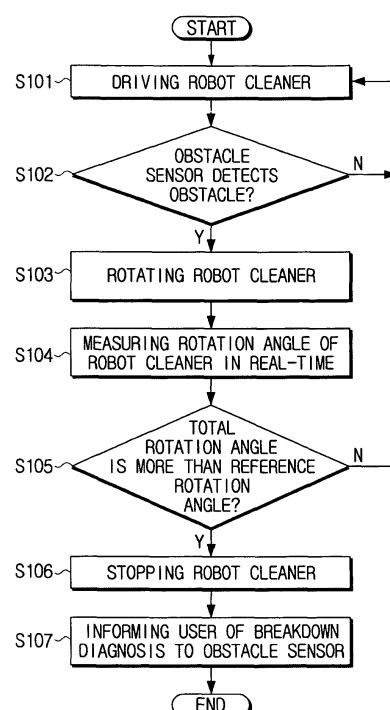 START
S101
DRIVING ROBOT CLEANER
S102
OBSTACLE
SENSOR DETECTS
OBSTACLE?
N
Y
S103
ROTATING ROBOT CLEANER
S104
MEASURING ROTATION ANGLE OF
ROBOT CLEANER IN REAL-TIME
S105
TOTAL
ROTATION ANGLE
IS MORE THAN REFERENCE
ROTATION
ANGLE?
N
Y
S106
STOPPING ROBOT CLEANER
S107
INFORMING USER OF BREAKDOWN
DIAGNOSIS TO OBSTACLE SENSOR
END